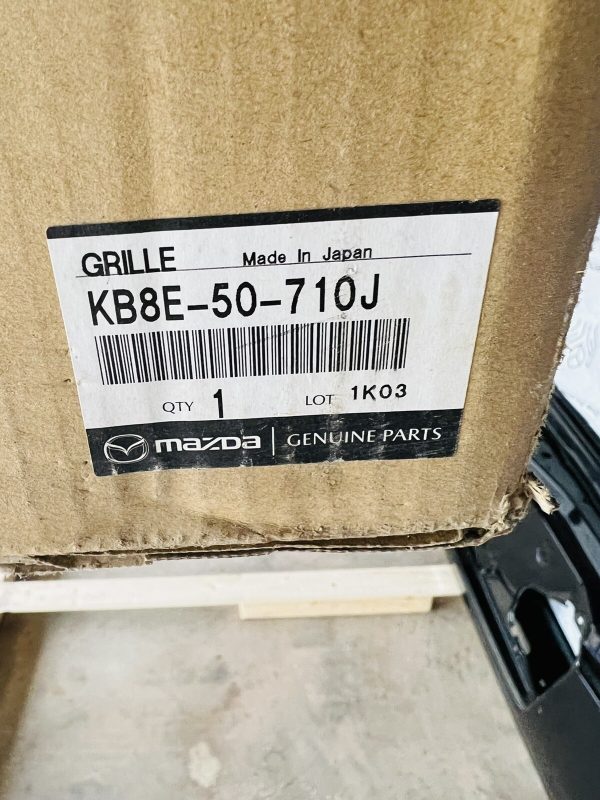 GRILLE Made In Japan
KB8E-50-710J
QTY 1 LOT 1K03
mazda | GENUINE PARTS